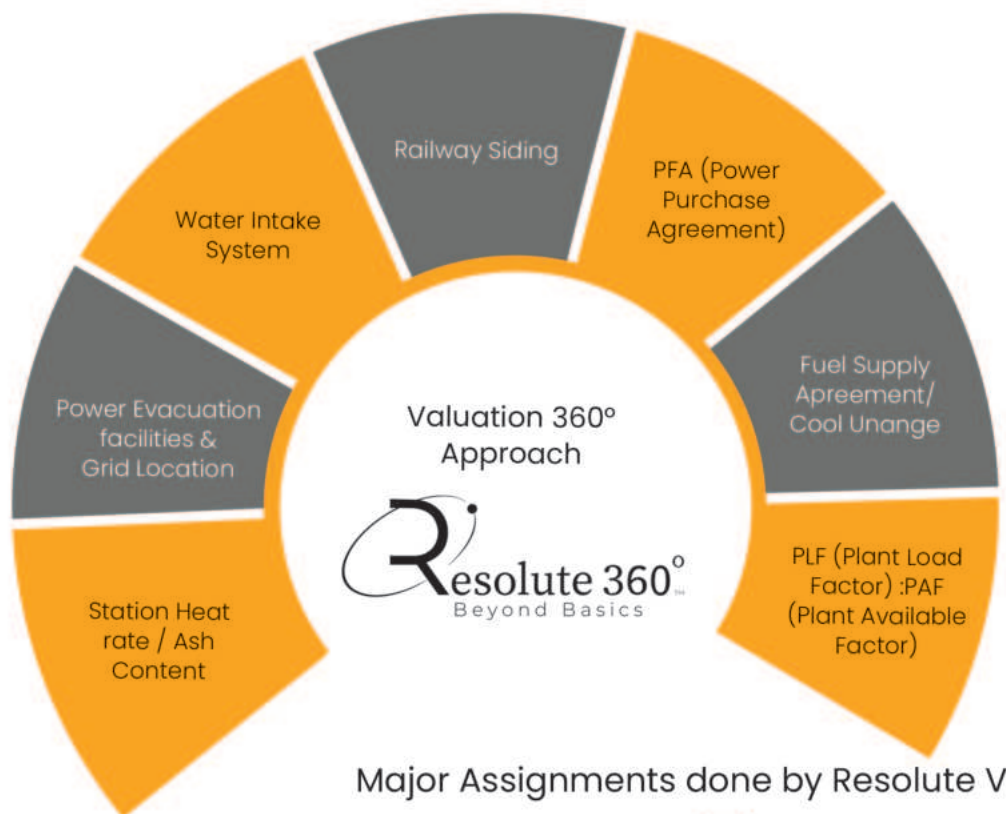 Railway Siding
PFA (Power
Purchase
Agreement)
Water Intake
System
Fuel Supply
Apreement/
Cool Unange
Power Evacuation
facilities &
Grid Location
Valuation 360°
Approach
Resolute 360°
Beyond Basics
PLF (Plant Load
Factor) :PAF
(Plant Available
Factor)
Station Heat
rate / Ash
Content
Major Assignments done by Resolute V